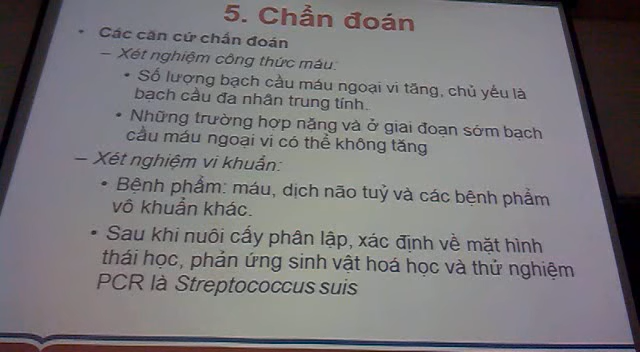 5. Chẩn đoán
• Các căn cứ chẩn đoán
– Xét nghiệm công thức máu:
• Số lượng bạch cầu máu ngoại vi tăng, chủ yếu là
bạch cầu đa nhân trung tính.
• Những trường hợp nặng và ở giai đoạn sớm bạch
cầu máu ngoại vi có thể không tăng
– Xét nghiệm vi khuẩn:
• Bệnh phẩm: máu, dịch não tuỷ và các bệnh phẩm
vô khuẩn khác.
• Sau khi nuôi cấy phân lập, xác định về mặt hình
thái học, phản ứng sinh vật hoá học và thử nghiệm
PCR là Streptococcus suis